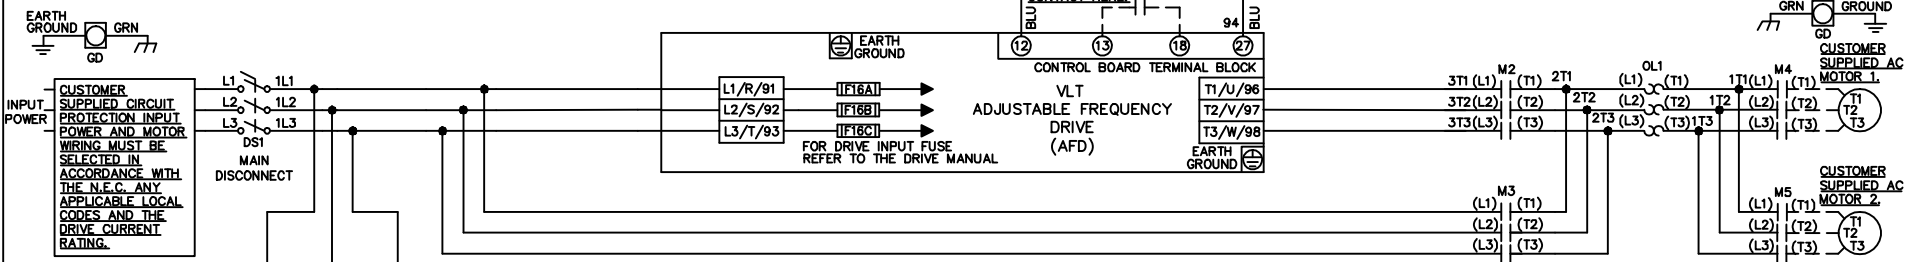 EARTH
GROUND
GRN
GD
INPUT
POWER
CUSTOMER
SUPPLIED CIRCUIT
PROTECTION INPUT
POWER AND MOTOR
WIRING MUST BE
SELECTED IN
ACCORDANCE WITH
THE N.E.C. ANY
APPLICABLE LOCAL
CODES AND THE
DRIVE CURRENT
RATING.
L1 1L1
L2 1L2
L3 1L3
DS1
MAIN
DISCONNECT
BLU
94
BLU
EARTH
GROUND
12 13 18 27
CONTROL BOARD TERMINAL BLOCK
L1/R/91
L2/S/92
L3/T/93
F16A
F16B
F16C
FOR DRIVE INPUT FUSE
REFER TO THE DRIVE MANUAL
VLT
ADJUSTABLE FREQUENCY
DRIVE
(AFD)
T1/U/96
T2/V/97
T3/W/98
EARTH
GROUND
M2
3T1 (L1) (T1) 2T1
3T2 (L2) (T2) 2T2
3T3 (L3) (T3) 2T3
OL1
(L1) (T1) 1T1
(L2) (T2) 1T2
(L3) (T3) 1T3
M4
(L1) (T1)
(L2) (T2)
(L3) (T3)
GRN GROUND
GD
CUSTOMER
SUPPLIED AC
MOTOR 1.
T1
T2
T3
M3
(L1) (T1)
(L2) (T2)
(L3) (T3)
M5
(L1) (T1)
(L2) (T2)
(L3) (T3)
CUSTOMER
SUPPLIED AC
MOTOR 2.
T1
T2
T3